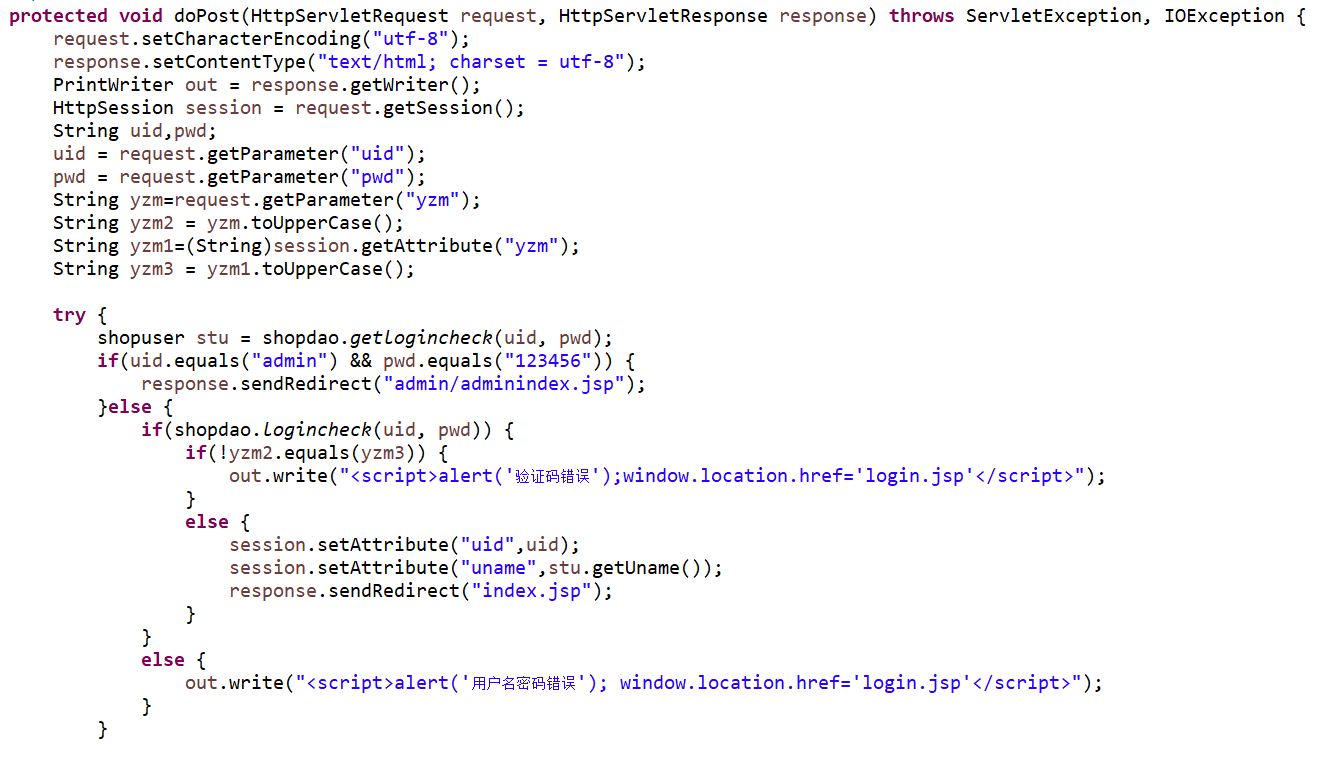 protected void doPost(HttpServletRequest request, HttpServletResponse response) throws ServletException, IOException {
    request.setCharacterEncoding("utf-8");
    response.setContentType("text/html; charset = utf-8");
    PrintWriter out = response.getWriter();
    HttpSession session = request.getSession();
    String uid,pwd;
    uid = request.getParameter("uid");
    pwd = request.getParameter("pwd");
    String yzm=request.getParameter("yzm");
    String yzm2 = yzm.toUpperCase();
    String yzm1=(String)session.getAttribute("yzm");
    String yzm3 = yzm1.toUpperCase();

    try {
        shopuser stu = shopdao.getlogincheck(uid, pwd);
        if(uid.equals("admin") && pwd.equals("123456")) {
            response.sendRedirect("admin/adminindex.jsp");
        }else {
            if(shopdao.logincheck(uid, pwd)) {
                if(!yzm2.equals(yzm3)) {
                    out.write("<script>alert('验证码错误');window.location.href='login.jsp'</script>");
                }
                else {
                    session.setAttribute("uid",uid);
                    session.setAttribute("uname",stu.getUname());
                    response.sendRedirect("index.jsp");
                }
            }
            else {
                out.write("<script>alert('用户名密码错误'); window.location.href='login.jsp'</script>");
            }
        }